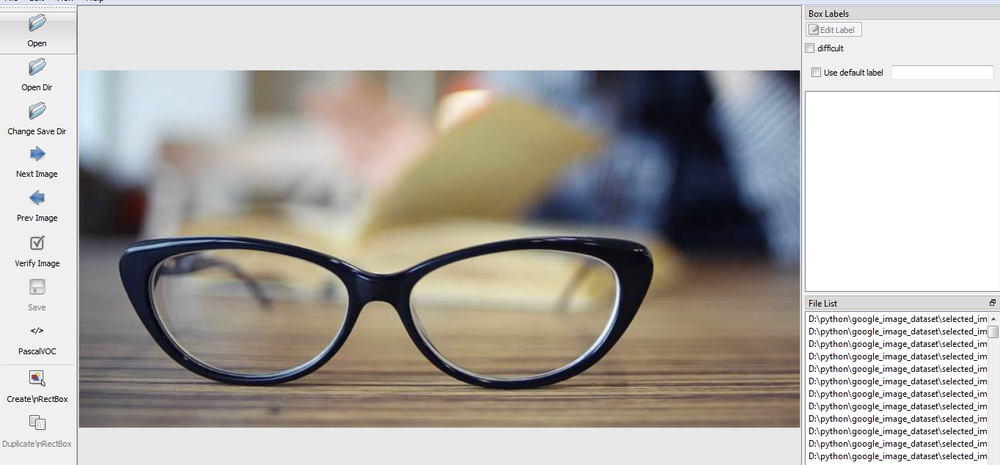 Open
Open Dir
Change Save Dir
Next Image
Prev Image
Verify Image
Save
</>
PascalVOC
Create\nRectBox
Duplicate\nRectBox
Box Labels
Edit Label
difficult
Use default label
File List
D:\python\google_image_dataset\selected_im
D:\python\google_image_dataset\selected_im
D:\python\google_image_dataset\selected_im
D:\python\google_image_dataset\selected_im
D:\python\google_image_dataset\selected_im
D:\python\google_image_dataset\selected_im
D:\python\google_image_dataset\selected_im
D:\python\google_image_dataset\selected_im
D:\python\google_image_dataset\selected_im
D:\python\google_image_dataset\selected_im
D:\python\google_image_dataset\selected_im
D:\python\google_image_dataset\selected_im